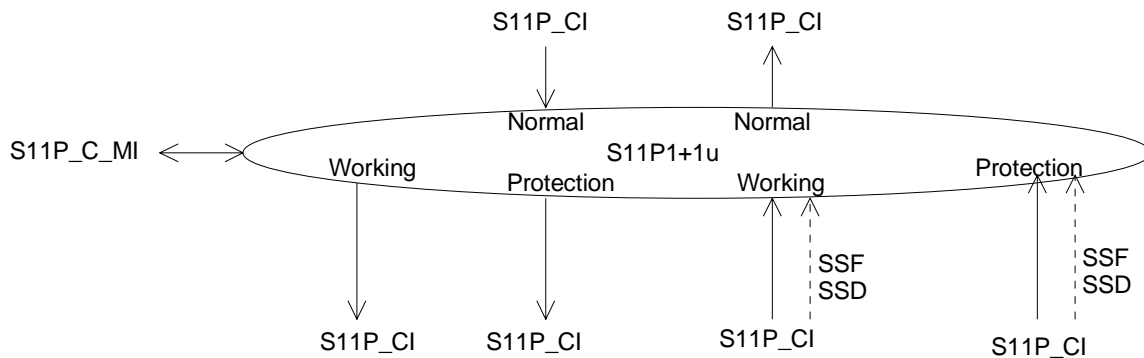 S11P_CI
S11P_CI
Normal
Normal
S11P_C_MI
S11P1+1u
Working
Protection
Working
Protection
SSF
SSD
SSF
SSD
S11P_CI
S11P_CI
S11P_CI
S11P_CI